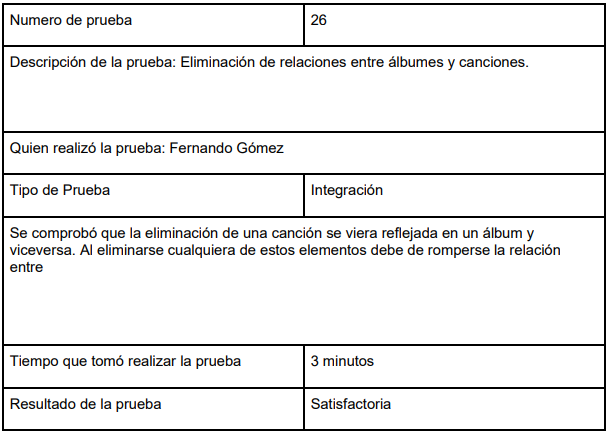 Numero de prueba 26
Descripción de la prueba: Eliminación de relaciones entre álbumes y canciones.
Quien realizó la prueba: Fernando Gómez
Tipo de Prueba Integración
Se comprobó que la eliminación de una canción se viera reflejada en un álbum y
viceversa. Al eliminarse cualquiera de estos elementos debe de romperse la relación
entre
Tiempo que tomó realizar la prueba 3 minutos
Resultado de la prueba Satisfactoria